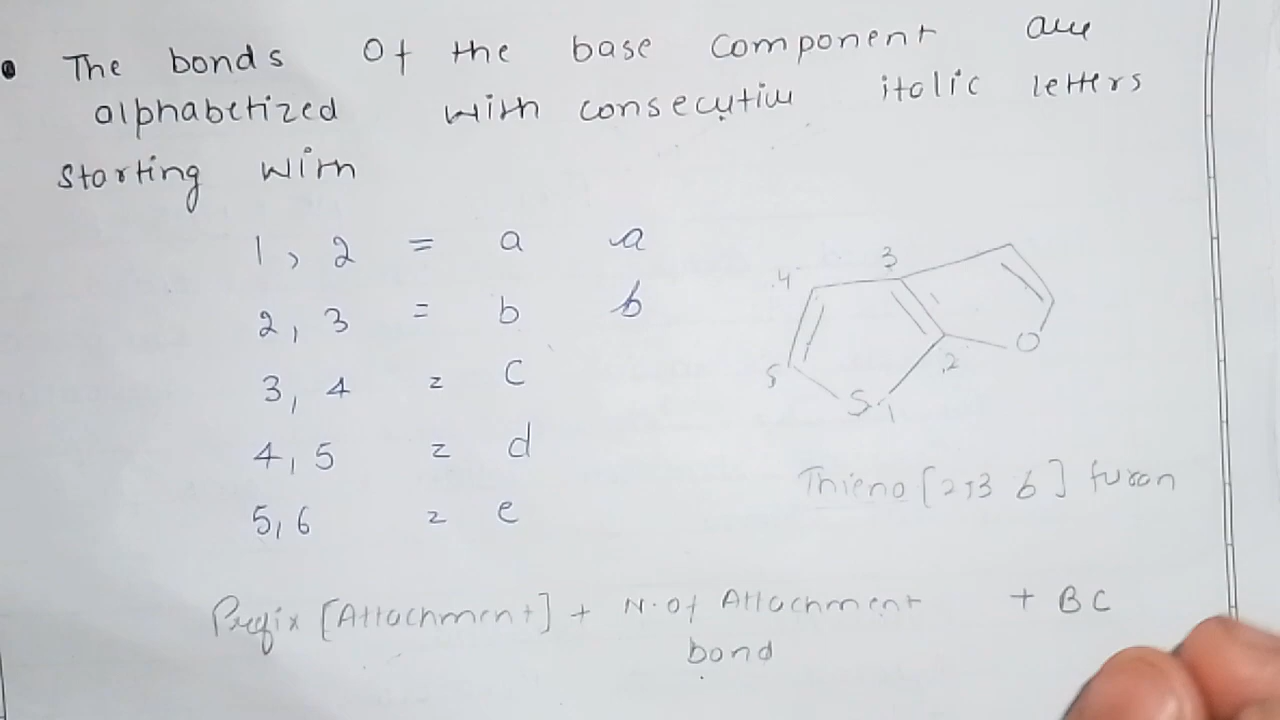 The bonds of the base component are
alphabetized with consecutive italic letters
starting with
1, 2 = a a
2, 3 = b b
3, 4 = c
4, 5 = d
5, 6 = e
3
4
2
5
O
S 1
Thieno [2,3 b] furan
Prefix [Attachment] + N. of Attachment + BC
bond